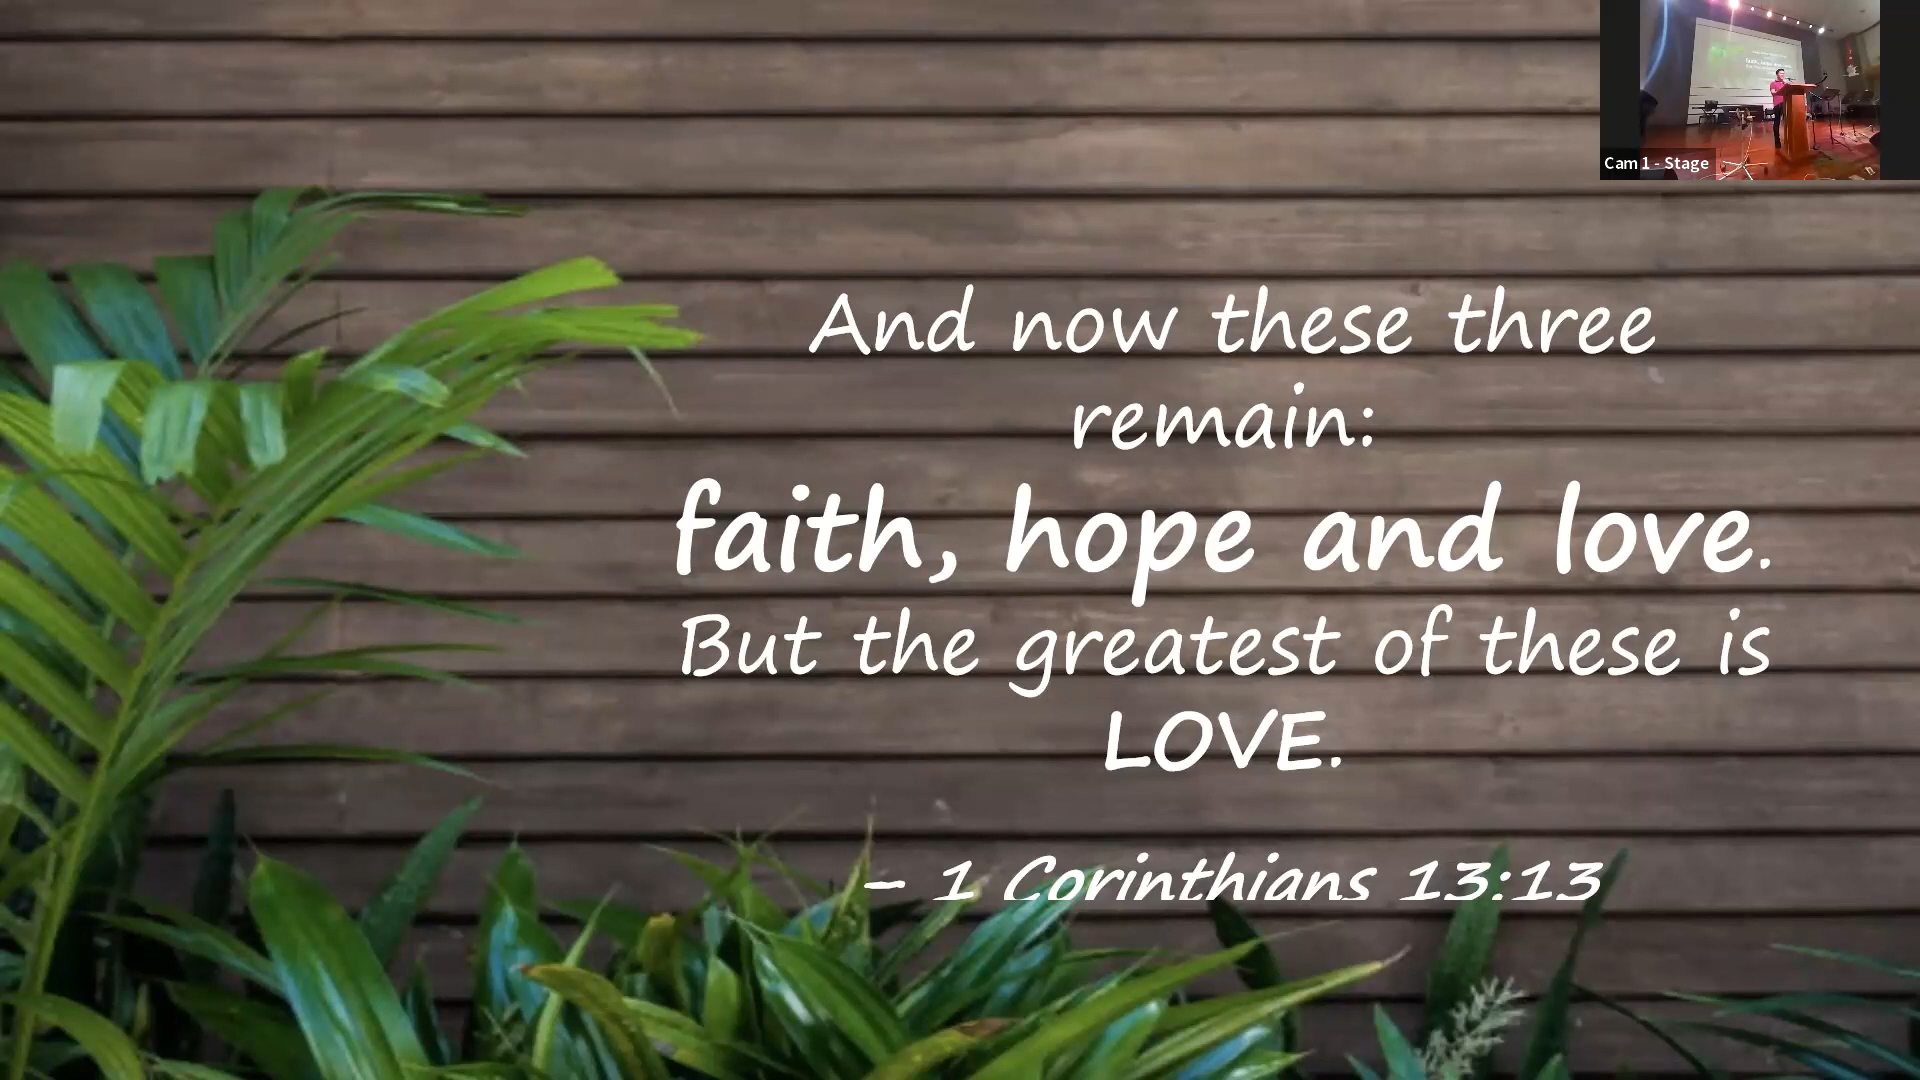 Cam 1 - Stage
And now these three
remain:
faith, hope and love.
But the greatest of these is
LOVE.
– 1 Corinthians 13:13